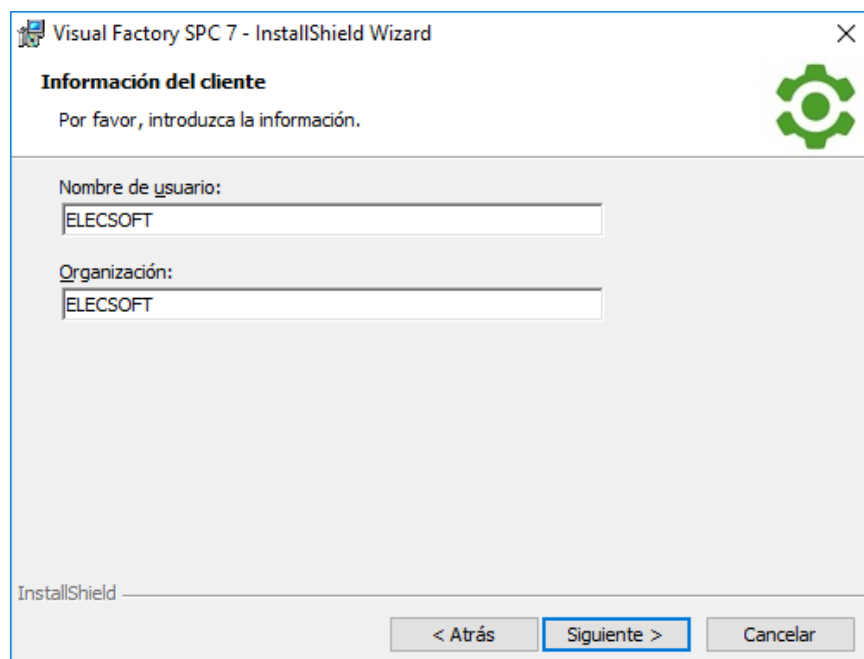 Visual Factory SPC 7 - InstallShield Wizard
Información del cliente
Por favor, introduzca la información.
Nombre de usuario:
ELECSOFT
Organización:
ELECSOFT
InstallShield
< Atrás
Siguiente >
Cancelar